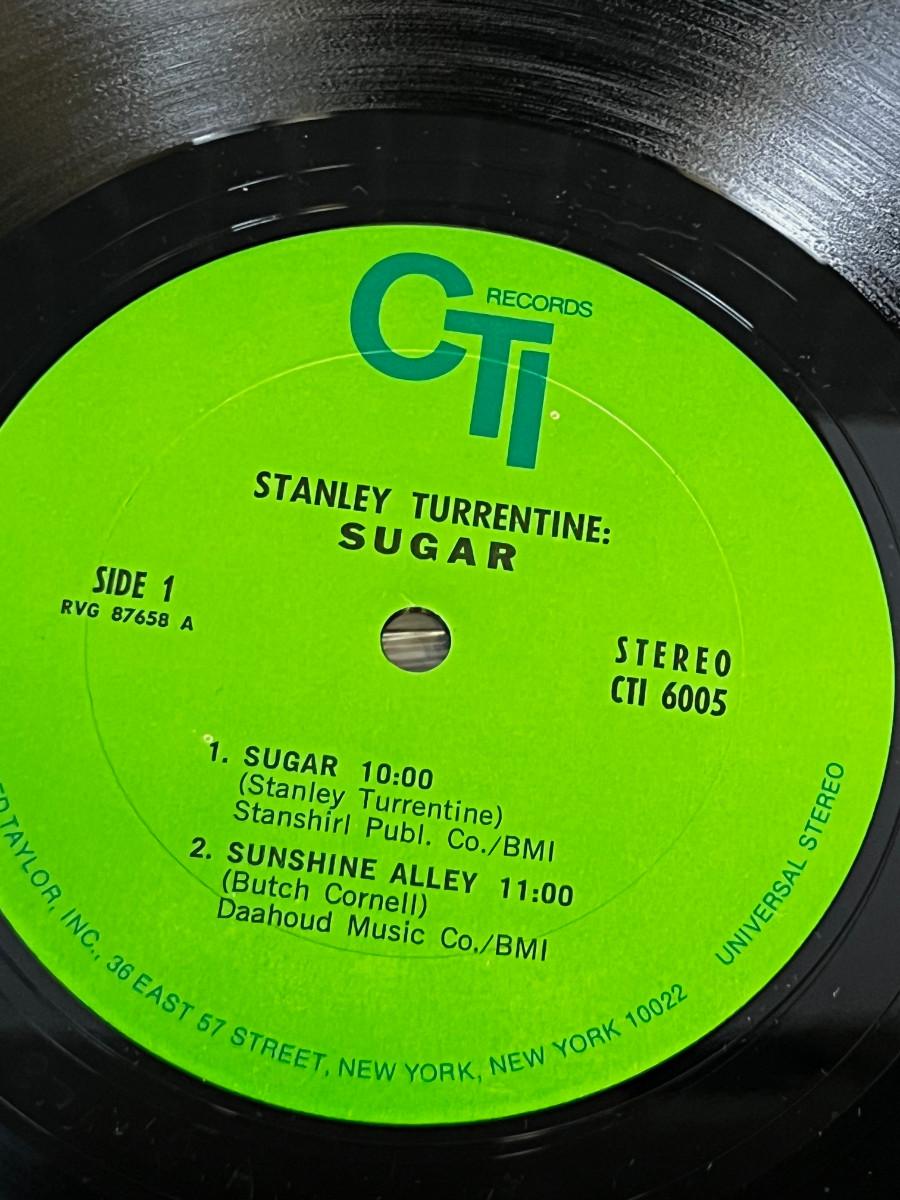 CTI RECORDS
STANLEY TURRENTINE:
SUGAR
SIDE 1
RVG 87658 A
STEREO
CTI 6005
1. SUGAR 10:00
(Stanley Turrentine)
Stanshirl Publ. Co./BMI
2. SUNSHINE ALLEY 11:00
(Butch Cornell)
Daahoud Music Co./BMI
TAYLOR, INC., 36 EAST 57 STREET, NEW YORK, NEW YORK 10022
UNIVERSAL STEREO